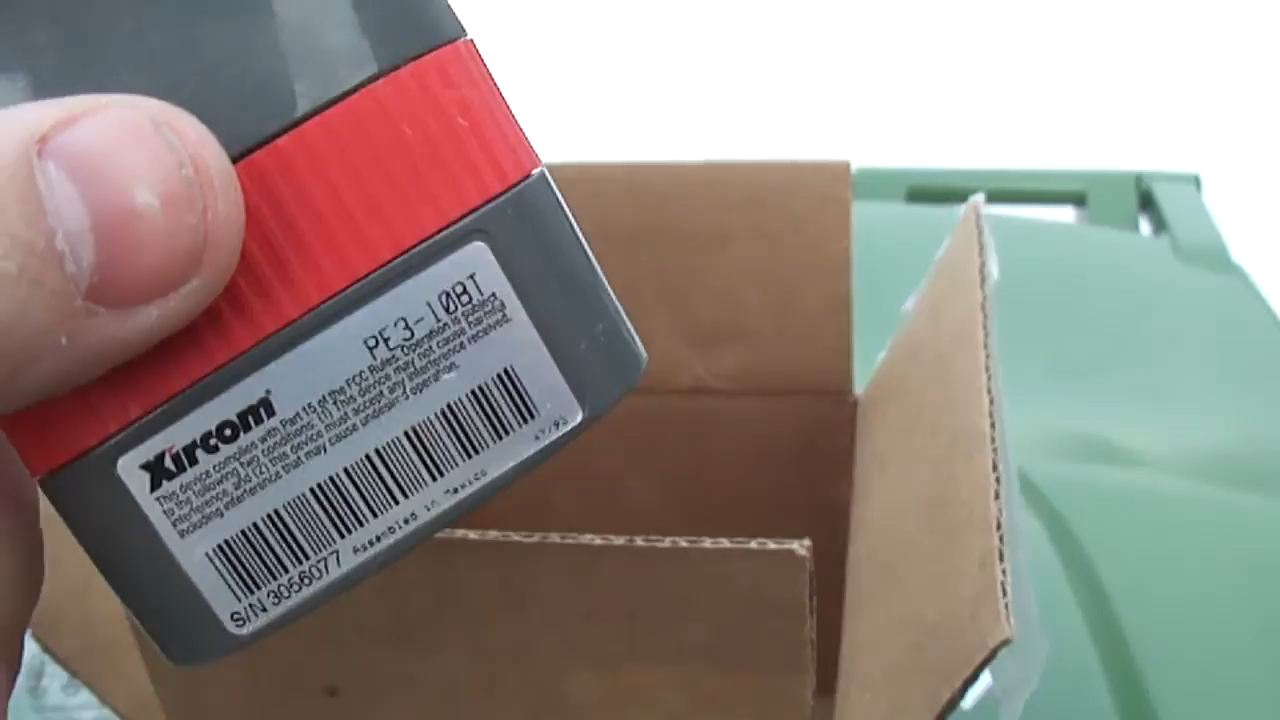 PE3-10BT
Xircom®
This device complies with Part 15 of the FCC Rules. Operation is subject
to the following two conditions: (1) This device may not cause harmful
interference, and (2) this device must accept any interference received,
including interference that may cause undesired operation.
S/N 3056077
Assembled in Mexico